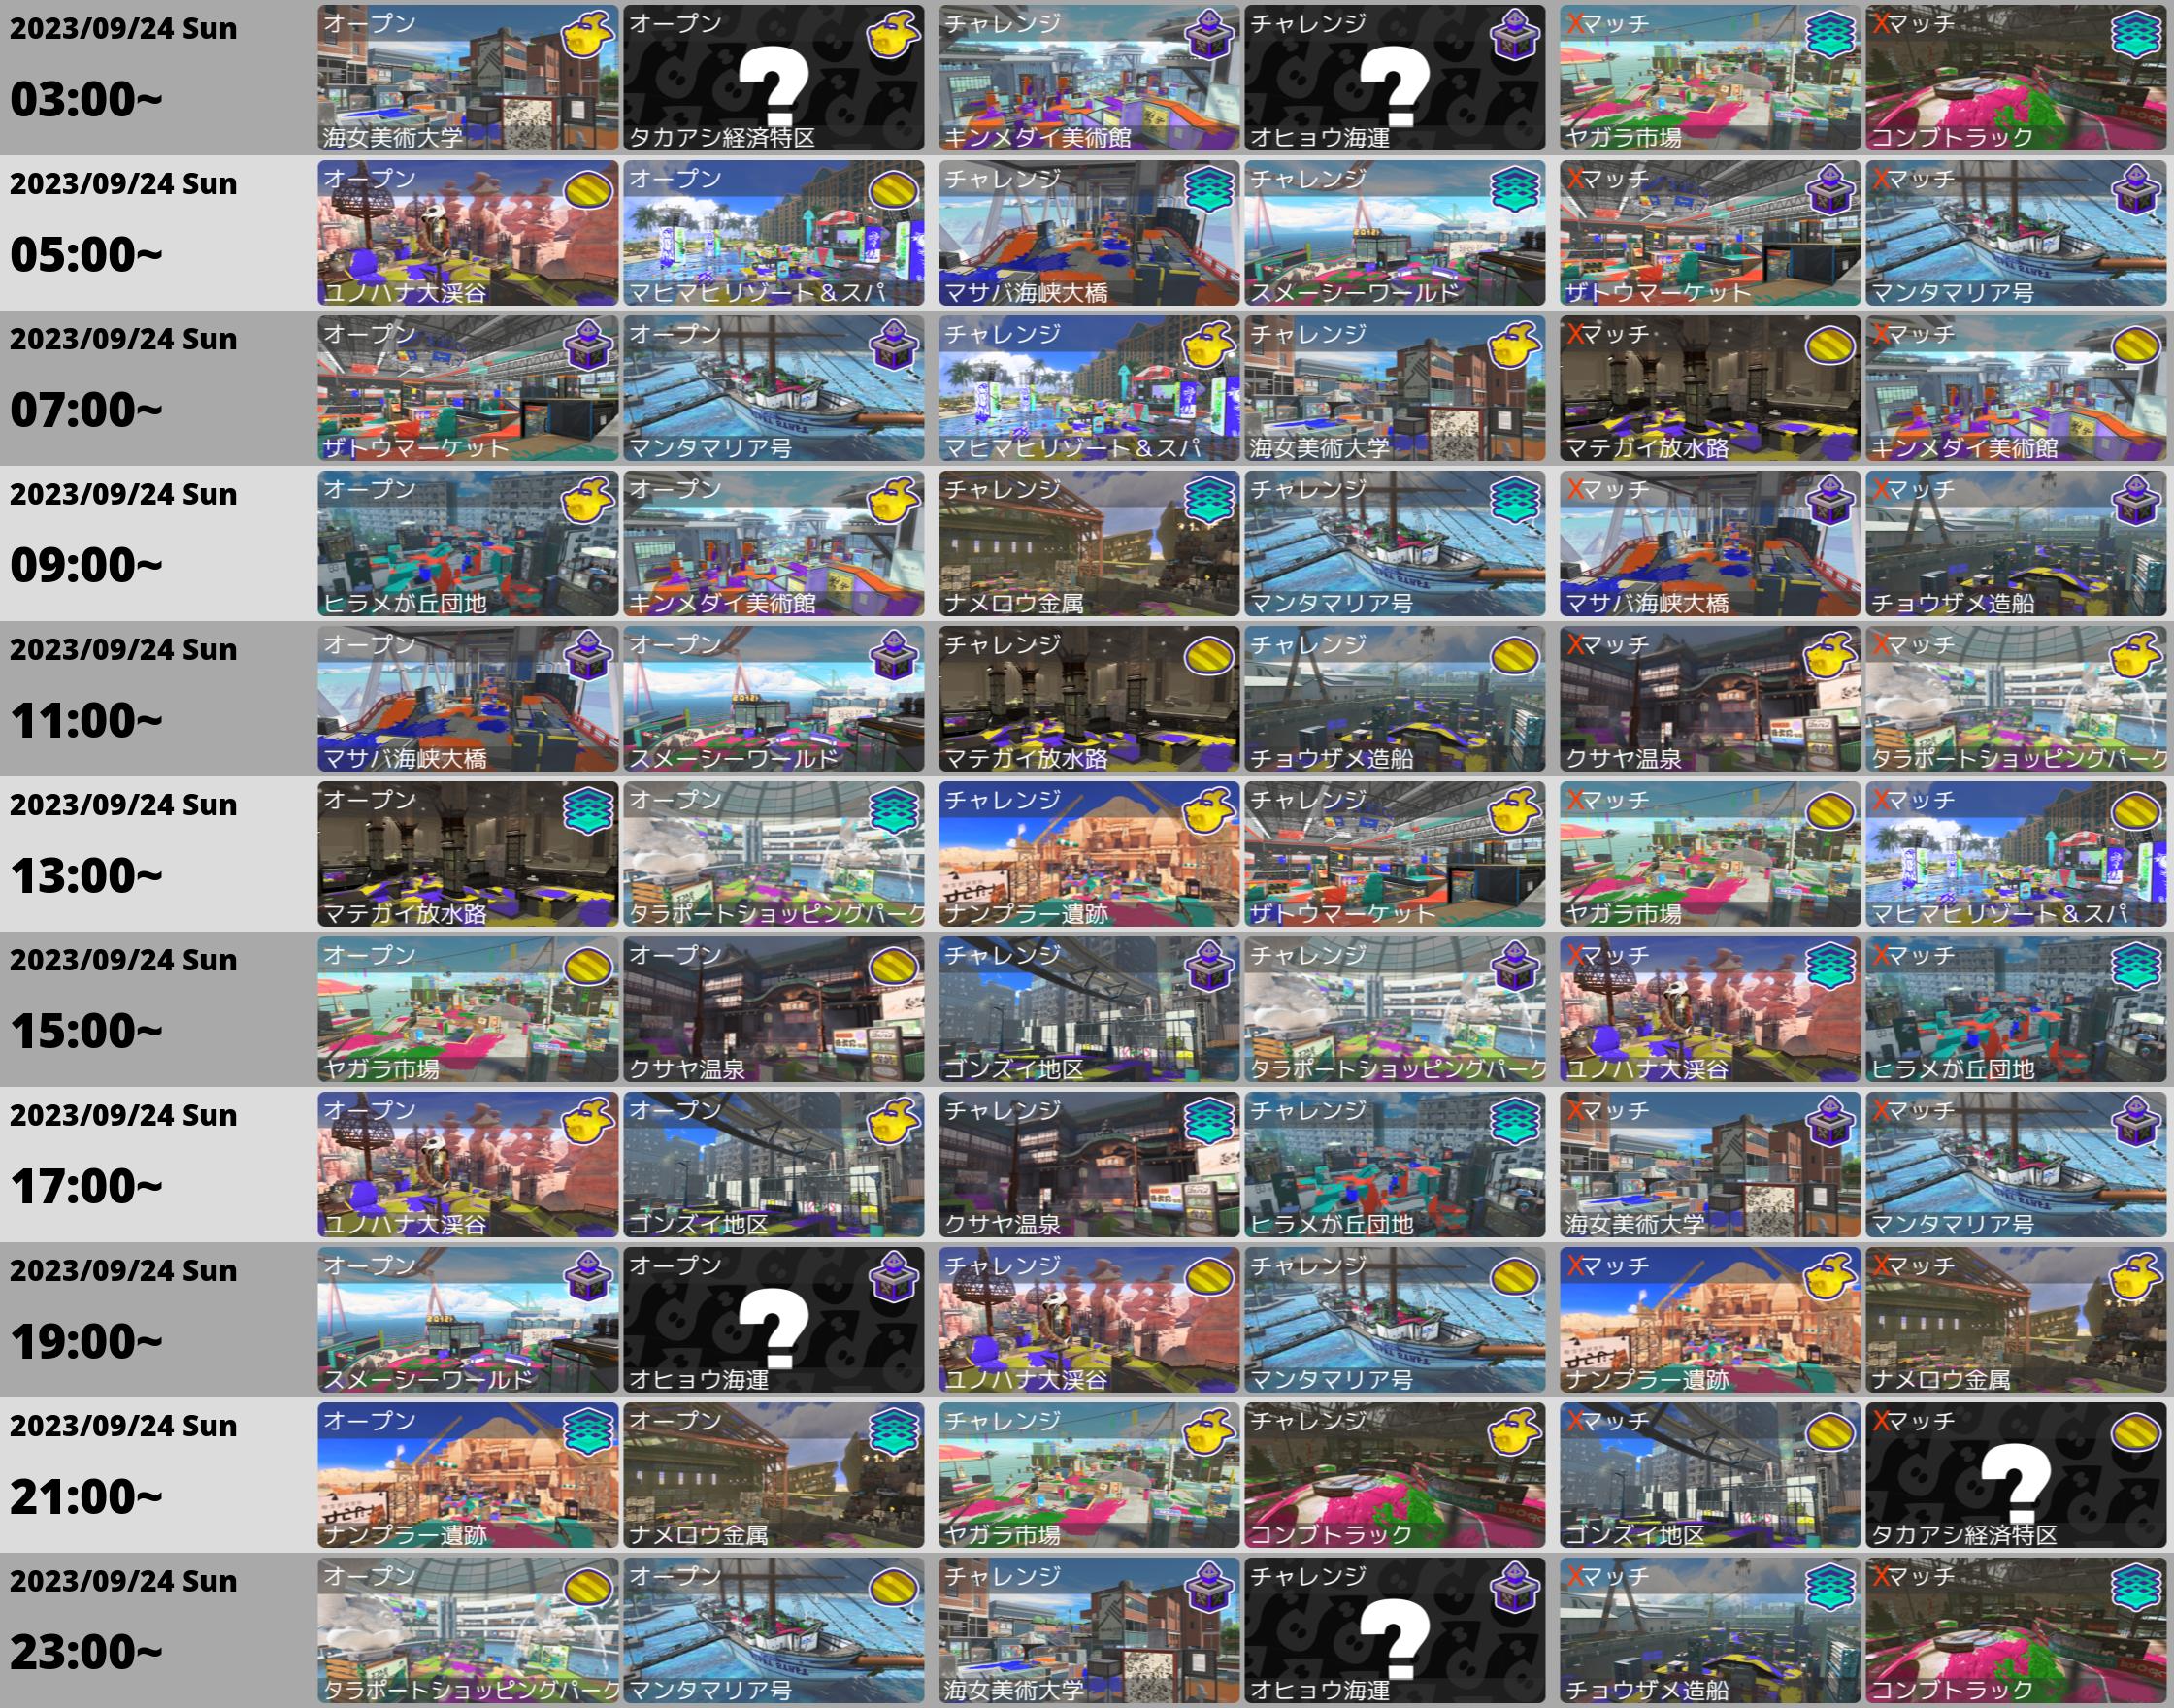 2023/09/24 Sun
03:00~
オープン
海女美術大学
オープン
タカアシ経済特区
チャレンジ
キンメダイ美術館
チャレンジ
オヒョウ海運
Xマッチ
ヤガラ市場
Xマッチ
コンブトラック
2023/09/24 Sun
05:00~
オープン
ユノハナ大渓谷
オープン
マヒマヒリゾート＆スパ
チャレンジ
マサバ海峡大橋
チャレンジ
スメーシーワールド
Xマッチ
ザトウマーケット
Xマッチ
マンタマリア号
2023/09/24 Sun
07:00~
オープン
ザトウマーケット
オープン
マンタマリア号
チャレンジ
マヒマヒリゾート＆スパ
チャレンジ
海女美術大学
Xマッチ
マテガイ放水路
Xマッチ
キンメダイ美術館
2023/09/24 Sun
09:00~
オープン
ヒラメが丘団地
オープン
キンメダイ美術館
チャレンジ
ナメロウ金属
チャレンジ
マンタマリア号
Xマッチ
マサバ海峡大橋
Xマッチ
チョウザメ造船
2023/09/24 Sun
11:00~
オープン
マサバ海峡大橋
オープン
スメーシーワールド
チャレンジ
マテガイ放水路
チャレンジ
チョウザメ造船
Xマッチ
クサヤ温泉
Xマッチ
タラポートショッピングパーク
2023/09/24 Sun
13:00~
オープン
マテガイ放水路
オープン
タラポートショッピングパーク
チャレンジ
ナンプラー遺跡
チャレンジ
ザトウマーケット
Xマッチ
ヤガラ市場
Xマッチ
マヒマヒリゾート＆スパ
2023/09/24 Sun
15:00~
オープン
ヤガラ市場
オープン
クサヤ温泉
チャレンジ
ゴンズイ地区
チャレンジ
タラポートショッピングパーク
Xマッチ
ユノハナ大渓谷
Xマッチ
ヒラメが丘団地
2023/09/24 Sun
17:00~
オープン
ユノハナ大渓谷
オープン
ゴンズイ地区
チャレンジ
クサヤ温泉
チャレンジ
ヒラメが丘団地
Xマッチ
海女美術大学
Xマッチ
マンタマリア号
2023/09/24 Sun
19:00~
オープン
スメーシーワールド
オープン
オヒョウ海運
チャレンジ
ユノハナ大渓谷
チャレンジ
マンタマリア号
Xマッチ
ナンプラー遺跡
Xマッチ
ナメロウ金属
2023/09/24 Sun
21:00~
オープン
ナンプラー遺跡
オープン
ナメロウ金属
チャレンジ
ヤガラ市場
チャレンジ
コンブトラック
Xマッチ
ゴンズイ地区
Xマッチ
タカアシ経済特区
2023/09/24 Sun
23:00~
オープン
タラポートショッピングパーク
オープン
マンタマリア号
チャレンジ
海女美術大学
チャレンジ
オヒョウ海運
Xマッチ
チョウザメ造船
Xマッチ
コンブトラック